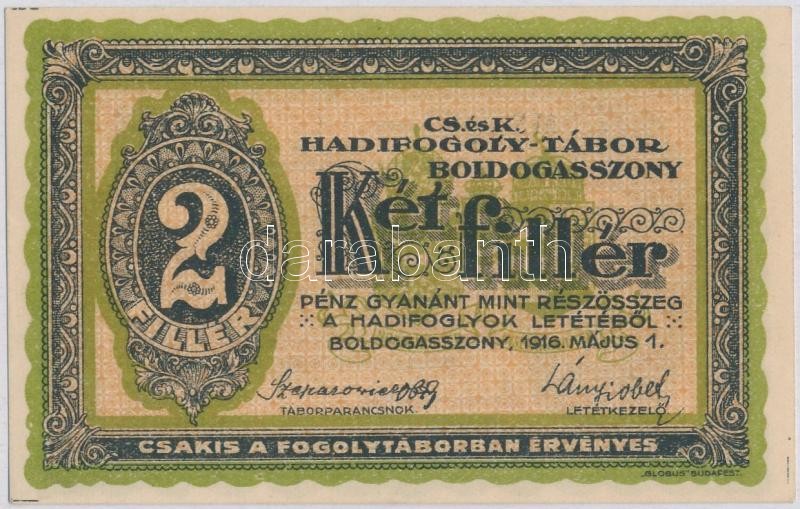 CS. és K.
HADIFOGOLY-TÁBOR
BOLDOGASSZONY
2
FILLÉR
Két fillér
darabanth
PÉNZ GYANÁNT MINT RÉSZÖSSZEG
A HADIFOGLYOK LETÉTÉBŐL
BOLDOGASSZONY, 1916. MÁJUS 1.
TÁBORPARANCSNOK.
LETÉTKEZELŐ
CSAKIS A FOGOLYTÁBORBAN ÉRVÉNYES
„GLOBUS" BUDAPEST.